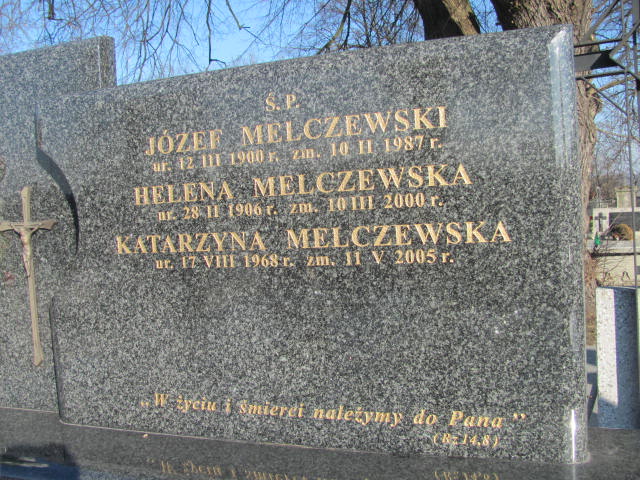 Ś.P.
JÓZEF MELCZEWSKI
ur. 12 III 1900 r. zm. 10 II 1987 r.
HELENA MELCZEWSKA
ur. 28 II 1906 r. zm. 10 III 2000 r.
KATARZYNA MELCZEWSKA
ur. 17 VIII 1968 r. zm. 11 V 2005 r.
„W życiu i śmierci należymy do Pana”
(Rz 14,8)